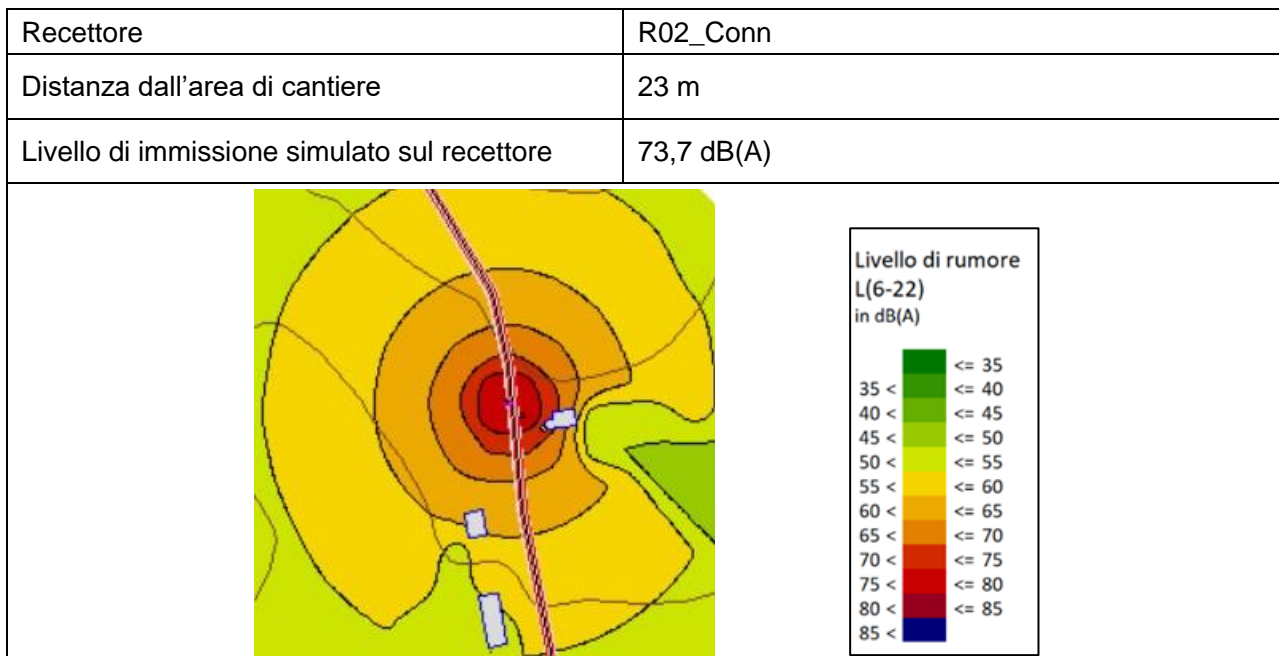 Recettore R02_Conn
Distanza dall’area di cantiere 23 m
Livello di immissione simulato sul recettore 73,7 dB(A)
Livello di rumore
L(6-22)
in dB(A)
<= 35
35 < <= 40
40 < <= 45
45 < <= 50
50 < <= 55
55 < <= 60
60 < <= 65
65 < <= 70
70 < <= 75
75 < <= 80
80 < <= 85
85 <